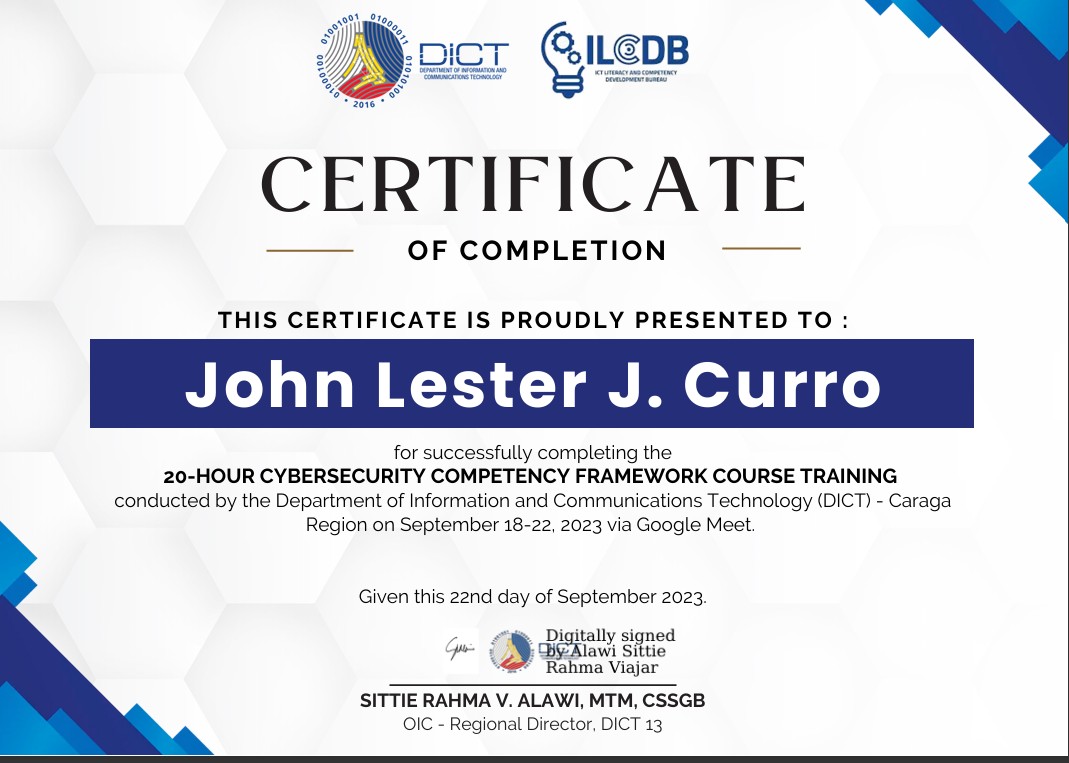 01001001 01000011 01010100 01000100
2016
DICT
DEPARTMENT OF INFORMATION AND
COMMUNICATIONS TECHNOLOGY
ILCDB
ICT LITERACY AND COMPETENCY
DEVELOPMENT BUREAU
CERTIFICATE
OF COMPLETION
THIS CERTIFICATE IS PROUDLY PRESENTED TO :
John Lester J. Curro
for successfully completing the
20-HOUR CYBERSECURITY COMPETENCY FRAMEWORK COURSE TRAINING
conducted by the Department of Information and Communications Technology (DICT) - Caraga
Region on September 18-22, 2023 via Google Meet.
Given this 22nd day of September 2023.
DICT
Digitally signed
by Alawi Sittie
Rahma Viajar
SITTIE RAHMA V. ALAWI, MTM, CSSGB
OIC - Regional Director, DICT 13